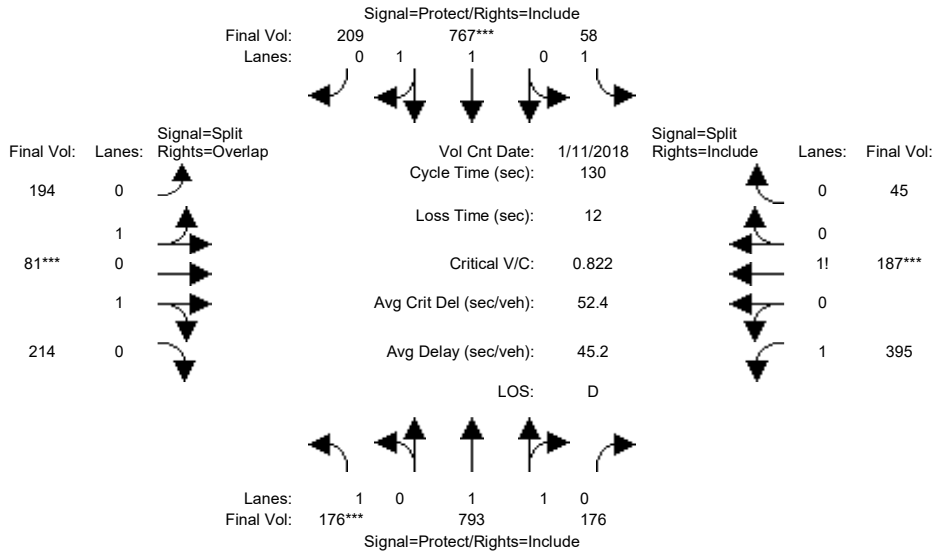 Signal=Protect/Rights=Include
Final Vol: 209 767*** 58
Lanes: 0 1 1 0 1
Signal=Split
Final Vol: Lanes: Rights=Overlap
Vol Cnt Date: 1/11/2018
Signal=Split
Rights=Include Lanes: Final Vol:
Cycle Time (sec): 130
194 0
0 45
Loss Time (sec): 12
1
0
81*** 0
Critical V/C: 0.822
1! 187***
1
Avg Crit Del (sec/veh): 52.4
0
214 0
Avg Delay (sec/veh): 45.2
1 395
LOS: D
Lanes: 1 0 1 1 0
Final Vol: 176*** 793 176
Signal=Protect/Rights=Include